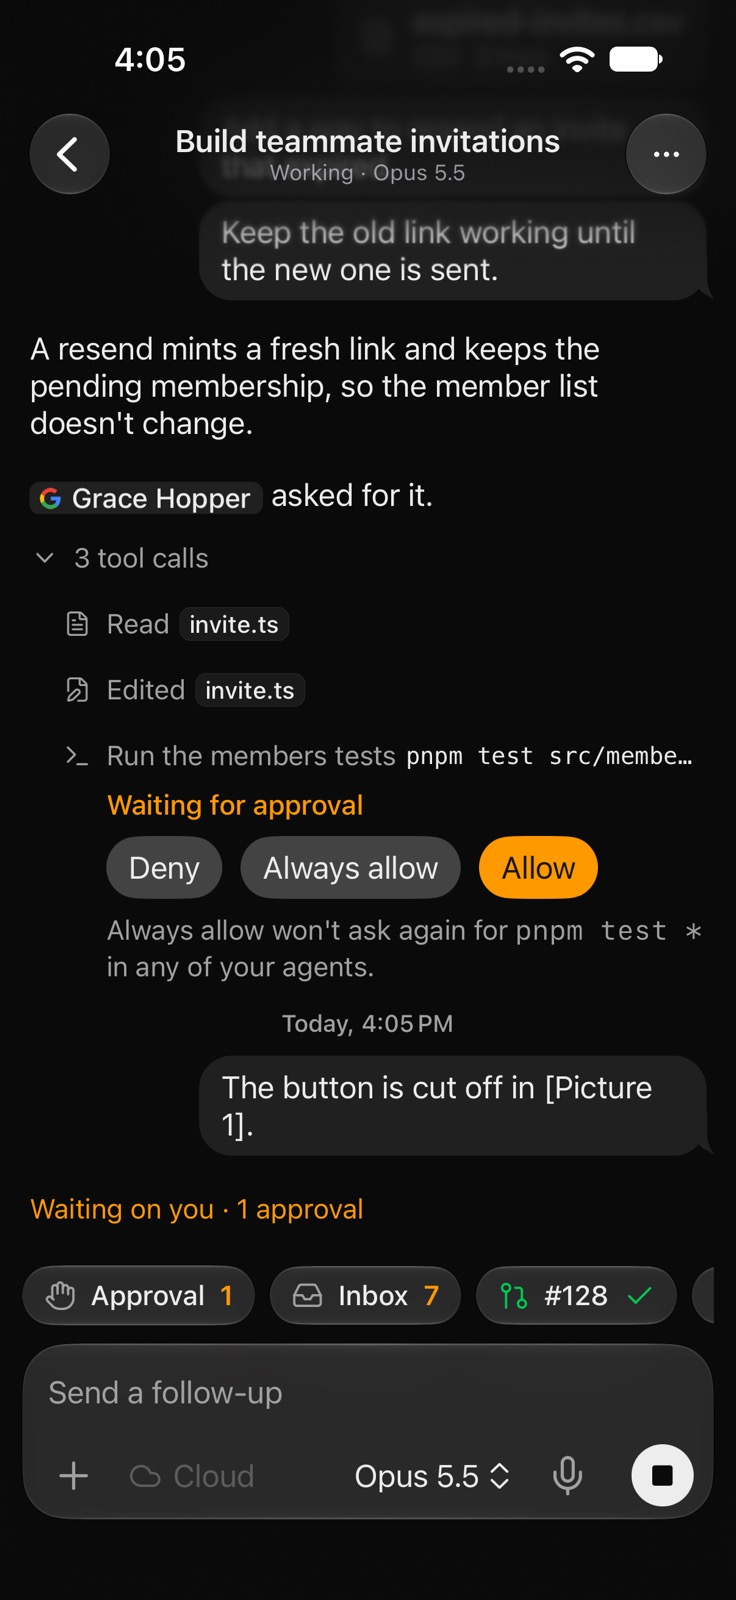 4:05
Build teammate invitations
Working · Opus 5.5
Keep the old link working until
the new one is sent.
A resend mints a fresh link and keeps the
pending membership, so the member list
doesn't change.
Grace Hopper asked for it.
3 tool calls
Read invite.ts
Edited invite.ts
Run the members tests pnpm test src/membe…
Waiting for approval
Deny Always allow Allow
Always allow won't ask again for pnpm test *
in any of your agents.
Today, 4:05 PM
The button is cut off in [Picture
1].
Waiting on you · 1 approval
Approval 1 Inbox 7 #128
Send a follow-up
Cloud Opus 5.5